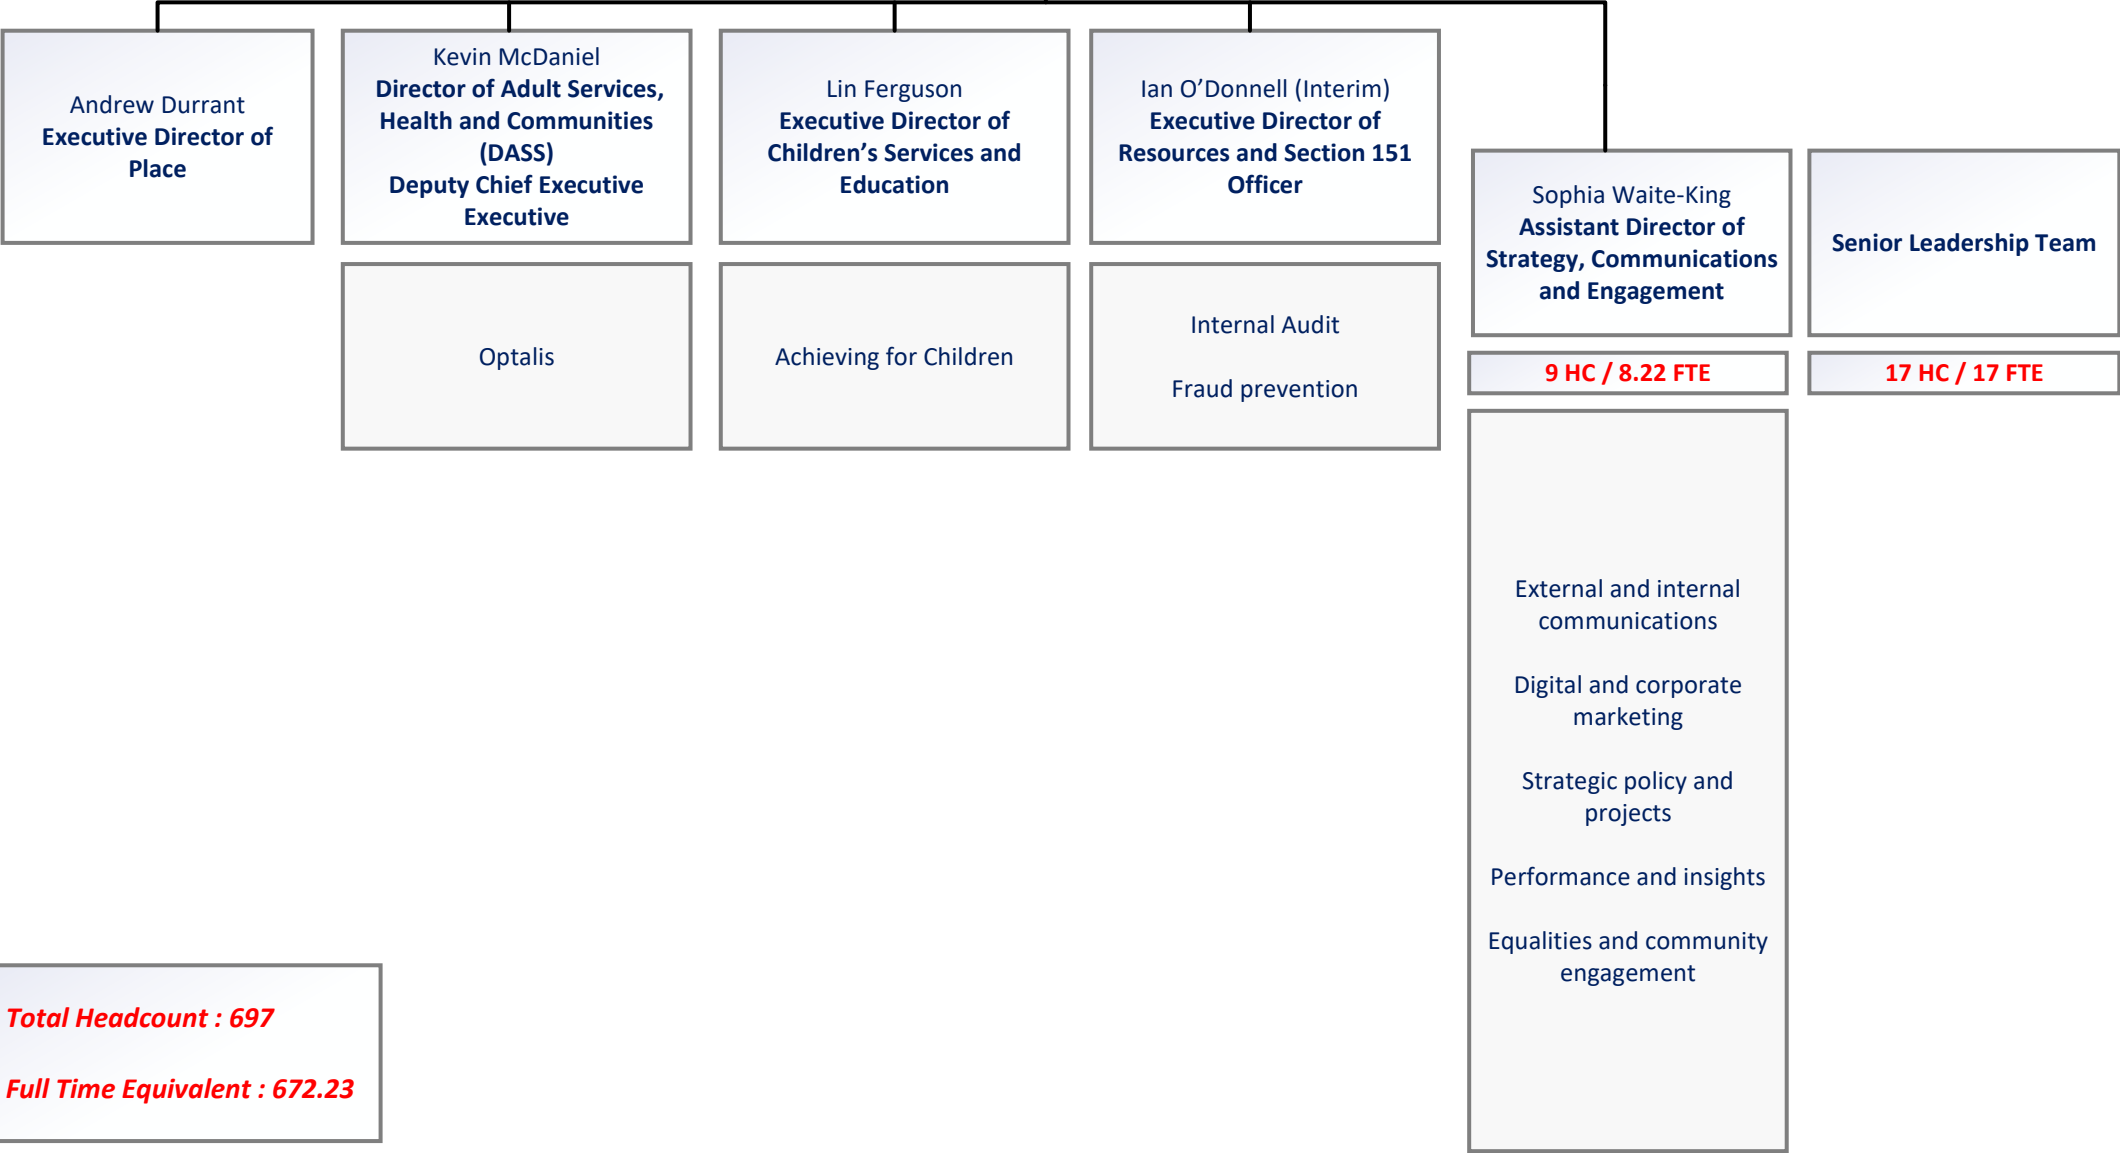 Andrew Durrant
Executive Director of
Place
Kevin McDaniel
Director of Adult Services,
Health and Communities
(DASS)
Deputy Chief Executive
Executive
Lin Ferguson
Executive Director of
Children’s Services and
Education
Ian O’Donnell (Interim)
Executive Director of
Resources and Section 151
Officer
Sophia Waite-King
Assistant Director of
Strategy, Communications
and Engagement
Senior Leadership Team
Optalis
Achieving for Children
Internal Audit
Fraud prevention
9 HC / 8.22 FTE
17 HC / 17 FTE
External and internal
communications
Digital and corporate
marketing
Strategic policy and
projects
Performance and insights
Equalities and community
engagement
Total Headcount : 697
Full Time Equivalent : 672.23